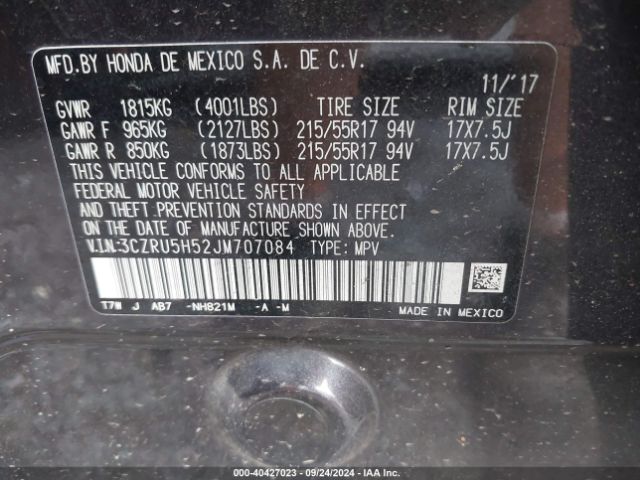 MFD.BY HONDA DE MEXICO S.A. DE C.V.
11/'17
GVWR 1815KG (4001LBS) TIRE SIZE RIM SIZE
GAWR F 965KG (2127LBS) 215/55R17 94V 17X7.5J
GAWR R 850KG (1873LBS) 215/55R17 94V 17X7.5J
THIS VEHICLE CONFORMS TO ALL APPLICABLE
FEDERAL MOTOR VEHICLE SAFETY
AND THEFT PREVENTION STANDARDS IN EFFECT
ON THE DATE OF MANUFACTURE SHOWN ABOVE.
V.I.N:3CZRU5H52JM707084 TYPE: MPV
T7W J AB7 -NH821M -A -M MADE IN MEXICO
000-40427023 - 09/24/2024 - IAA Inc.